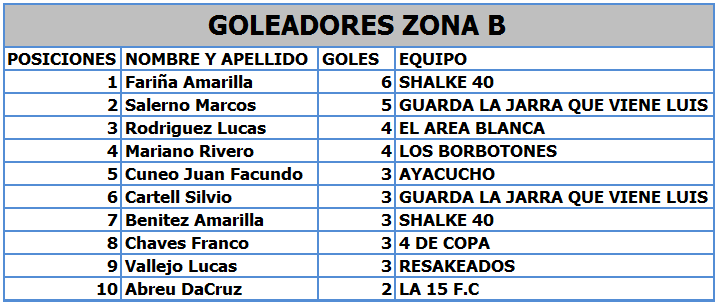 GOLEADORES ZONA B
POSICIONES NOMBRE Y APELLIDO GOLES EQUIPO
1 Fariña Amarilla 6 SHALKE 40
2 Salerno Marcos 5 GUARDA LA JARRA QUE VIENE LUIS
3 Rodriguez Lucas 4 EL AREA BLANCA
4 Mariano Rivero 4 LOS BORBOTONES
5 Cuneo Juan Facundo 3 AYACUCHO
6 Cartell Silvio 3 GUARDA LA JARRA QUE VIENE LUIS
7 Benitez Amarilla 3 SHALKE 40
8 Chaves Franco 3 4 DE COPA
9 Vallejo Lucas 3 RESAKEADOS
10 Abreu DaCruz 2 LA 15 F.C